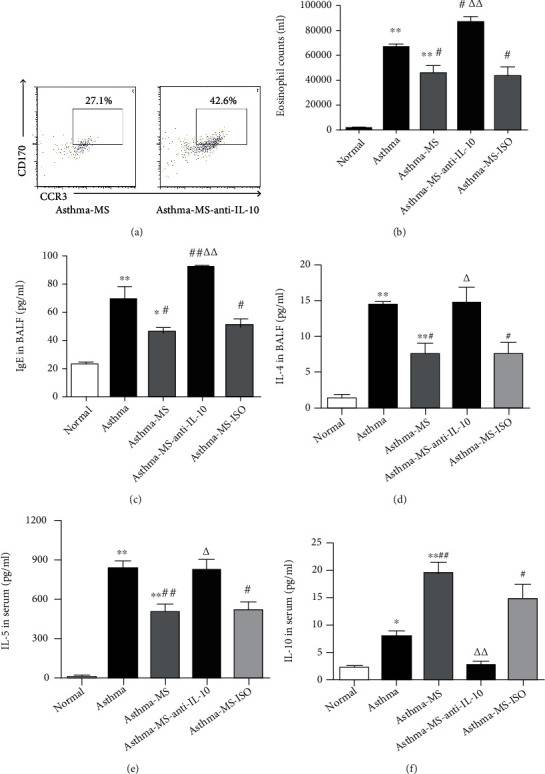 27.1%
42.6%
CD170
CCR3
Asthma-MS
Asthma-MS-anti-IL-10
(a)
Eosinophil counts (ml)
100000
80000
60000
40000
20000
0
**
** #
# ΔΔ
#
Normal
Asthma
Asthma-MS
Asthma-MS-anti-IL-10
Asthma-MS-ISO
(b)
IgE in BALF (pg/ml)
100
80
60
40
20
0
**
* #
##ΔΔ
#
Normal
Asthma
Asthma-MS
Asthma-MS-anti-IL-10
Asthma-MS-ISO
(c)
IL-4 in BALF (pg/ml)
20
15
10
5
0
**
**#
Δ
#
Normal
Asthma
Asthma-MS
Asthma-MS-anti-IL-10
Asthma-MS-ISO
(d)
IL-5 in serum (pg/ml)
1200
900
600
300
0
**
**##
Δ
#
Normal
Asthma
Asthma-MS
Asthma-MS-anti-IL-10
Asthma-MS-ISO
(e)
IL-10 in serum (pg/ml)
25
20
15
10
5
0
*
**##
ΔΔ
#
Normal
Asthma
Asthma-MS
Asthma-MS-anti-IL-10
Asthma-MS-ISO
(f)